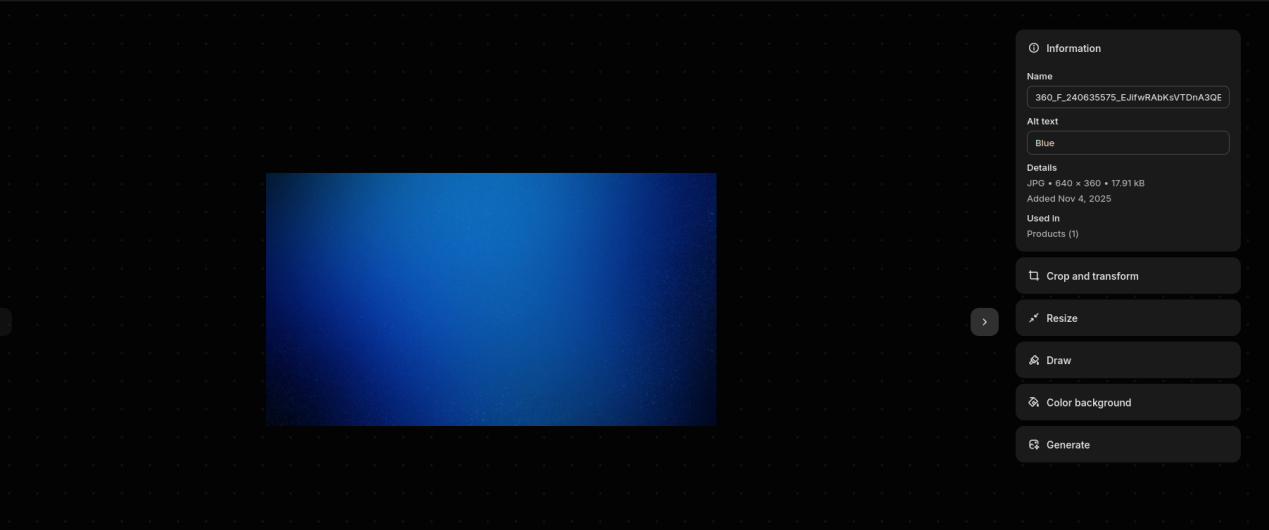 Information
Name
360_F_240635575_EJifwRAbKsVTDnA3QE
Alt text
Blue
Details
JPG • 640 × 360 • 17.91 kB
Added Nov 4, 2025
Used in
Products (1)
Crop and transform
Resize
Draw
Color background
Generate